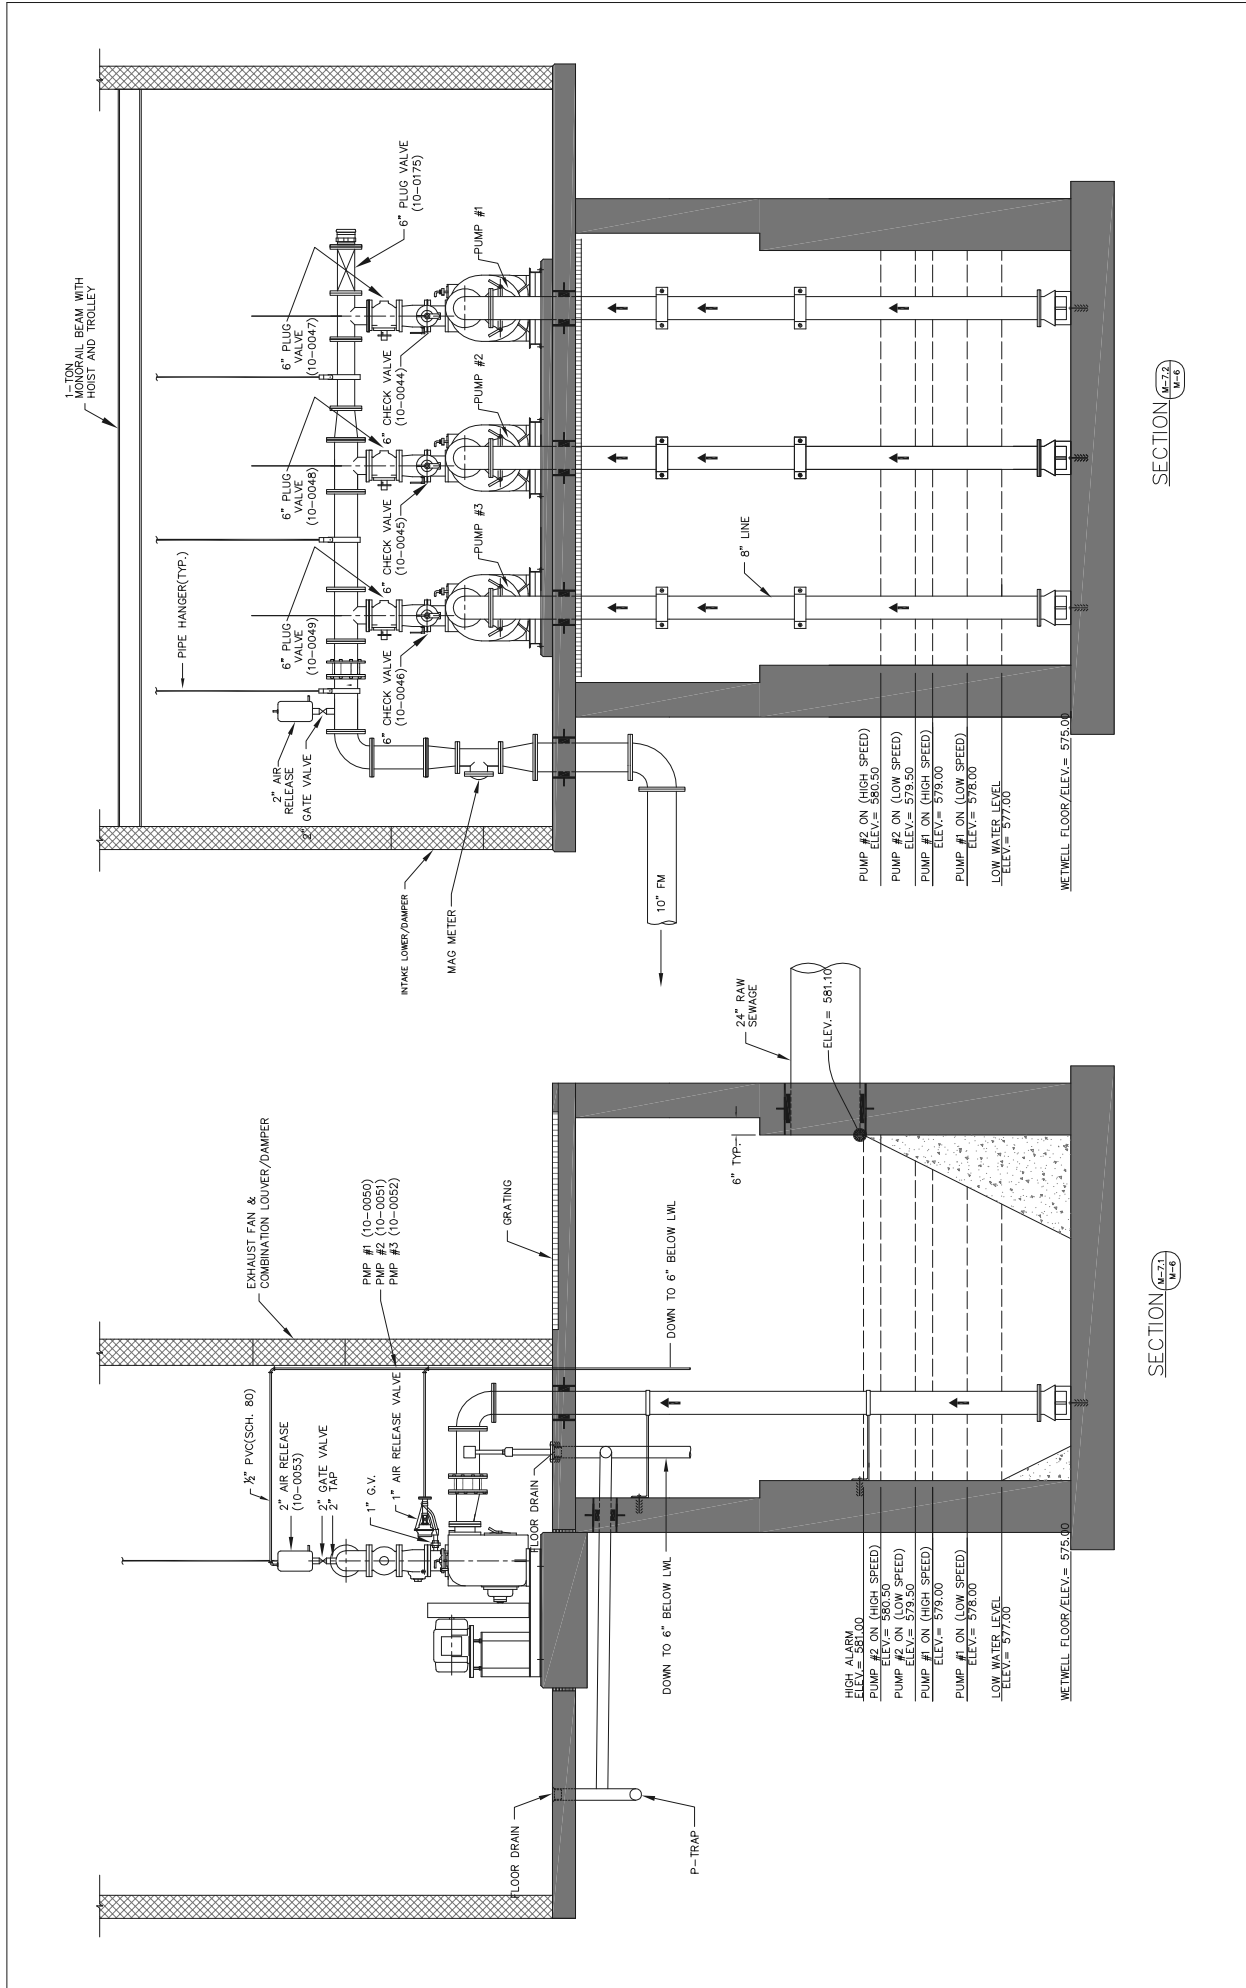 1-TON
MONORAIL BEAM WITH
HOIST AND TROLLEY
PIPE HANGER(TYP.)
6" PLUG
VALVE
(10-0049)
6" PLUG
VALVE
(10-0048)
6" PLUG
VALVE
(10-0047)
6" PLUG VALVE
(10-0175)
2" AIR
RELEASE
2" GATE VALVE
6" CHECK VALVE
(10-0046)
6" CHECK VALVE
(10-0045)
6" CHECK VALVE
(10-0044)
PUMP #3
PUMP #2
PUMP #1
INTAKE LOWER/DAMPER
MAG METER
10" FM
8" LINE
PUMP #2 ON (HIGH SPEED)
ELEV.= 580.50
PUMP #2 ON (LOW SPEED)
ELEV.= 579.50
PUMP #1 ON (HIGH SPEED)
ELEV.= 579.00
PUMP #1 ON (LOW SPEED)
ELEV.= 578.00
LOW WATER LEVEL
ELEV.= 577.00
WETWELL FLOOR/ELEV.= 575.00
SECTION
M-7.2
M-6
EXHAUST FAN &
COMBINATION LOUVER/DAMPER
½" PVC(SCH. 80)
2" AIR RELEASE
(10-0053)
2" GATE VALVE
2" TAP
1" G.V.
1" AIR RELEASE VALVE
PMP #1 (10-0050)
PMP #2 (10-0051)
PMP #3 (10-0052)
GRATING
FLOOR DRAIN
FLOOR DRAIN
P-TRAP
DOWN TO 6" BELOW LWL
DOWN TO 6" BELOW LWL
6" TYP.
24" RAW
SEWAGE
ELEV.= 581.10
HIGH ALARM
ELEV.= 581.00
PUMP #2 ON (HIGH SPEED)
ELEV.= 580.50
PUMP #2 ON (LOW SPEED)
ELEV.= 579.50
PUMP #1 ON (HIGH SPEED)
ELEV.= 579.00
PUMP #1 ON (LOW SPEED)
ELEV.= 578.00
LOW WATER LEVEL
ELEV.= 577.00
WETWELL FLOOR/ELEV.= 575.00
SECTION
M-7.1
M-6